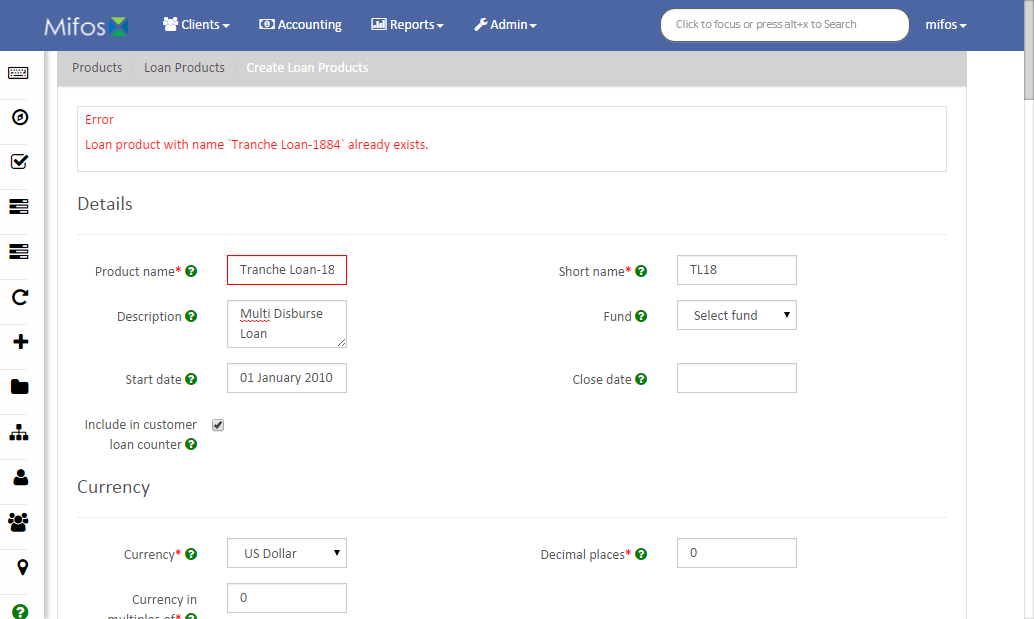 Mifos Clients Accounting Reports Admin Click to focus or press alt+x to Search mifos
Products / Loan Products / Create Loan Products
Error
Loan product with name `Tranche Loan-1884` already exists.
Details
Product name* Tranche Loan-18 Short name* TL18
Description Multi Disburse Loan Fund Select fund
Start date 01 January 2010 Close date
Include in customer
loan counter
Currency
Currency* US Dollar Decimal places* 0
Currency in 0
multiples of*